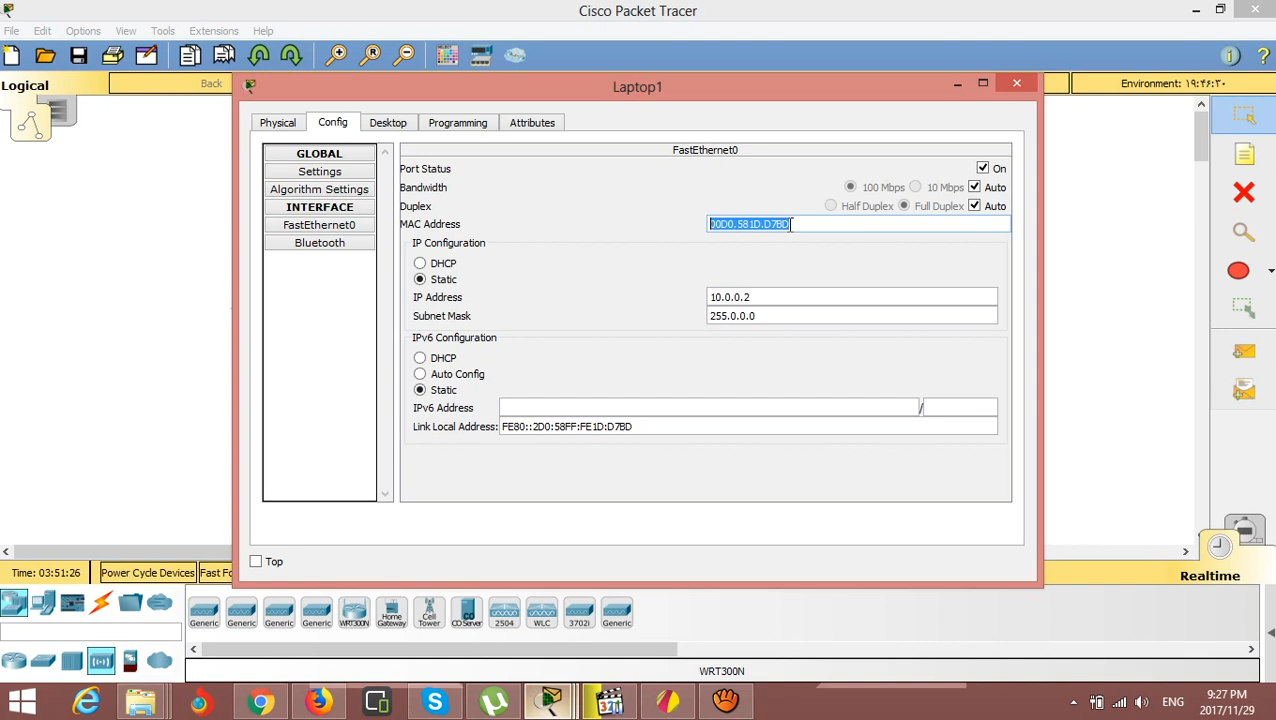 Cisco Packet Tracer
File Edit Options View Tools Extensions Help
Logical
Back
Environment: ۱۹:۴۶:۳۰
Laptop1
Physical Config Desktop Programming Attributes
GLOBAL
Settings
Algorithm Settings
INTERFACE
FastEthernet0
Bluetooth
FastEthernet0
Port Status On
Bandwidth 100 Mbps 10 Mbps Auto
Duplex Half Duplex Full Duplex Auto
MAC Address 00D0.581D.D7BD
IP Configuration
DHCP
Static
IP Address 10.0.0.2
Subnet Mask 255.0.0.0
IPv6 Configuration
DHCP
Auto Config
Static
IPv6 Address /
Link Local Address: FE80::2D0:58FF:FE1D:D7BD
Top
Time: 03:51:26 Power Cycle Devices Fast Fo
Realtime
Generic Generic Generic Generic WRT300N Home Gateway Cell Tower CO Server 2504 WLC 3702i Generic
WRT300N
ENG
9:27 PM
2017/11/29